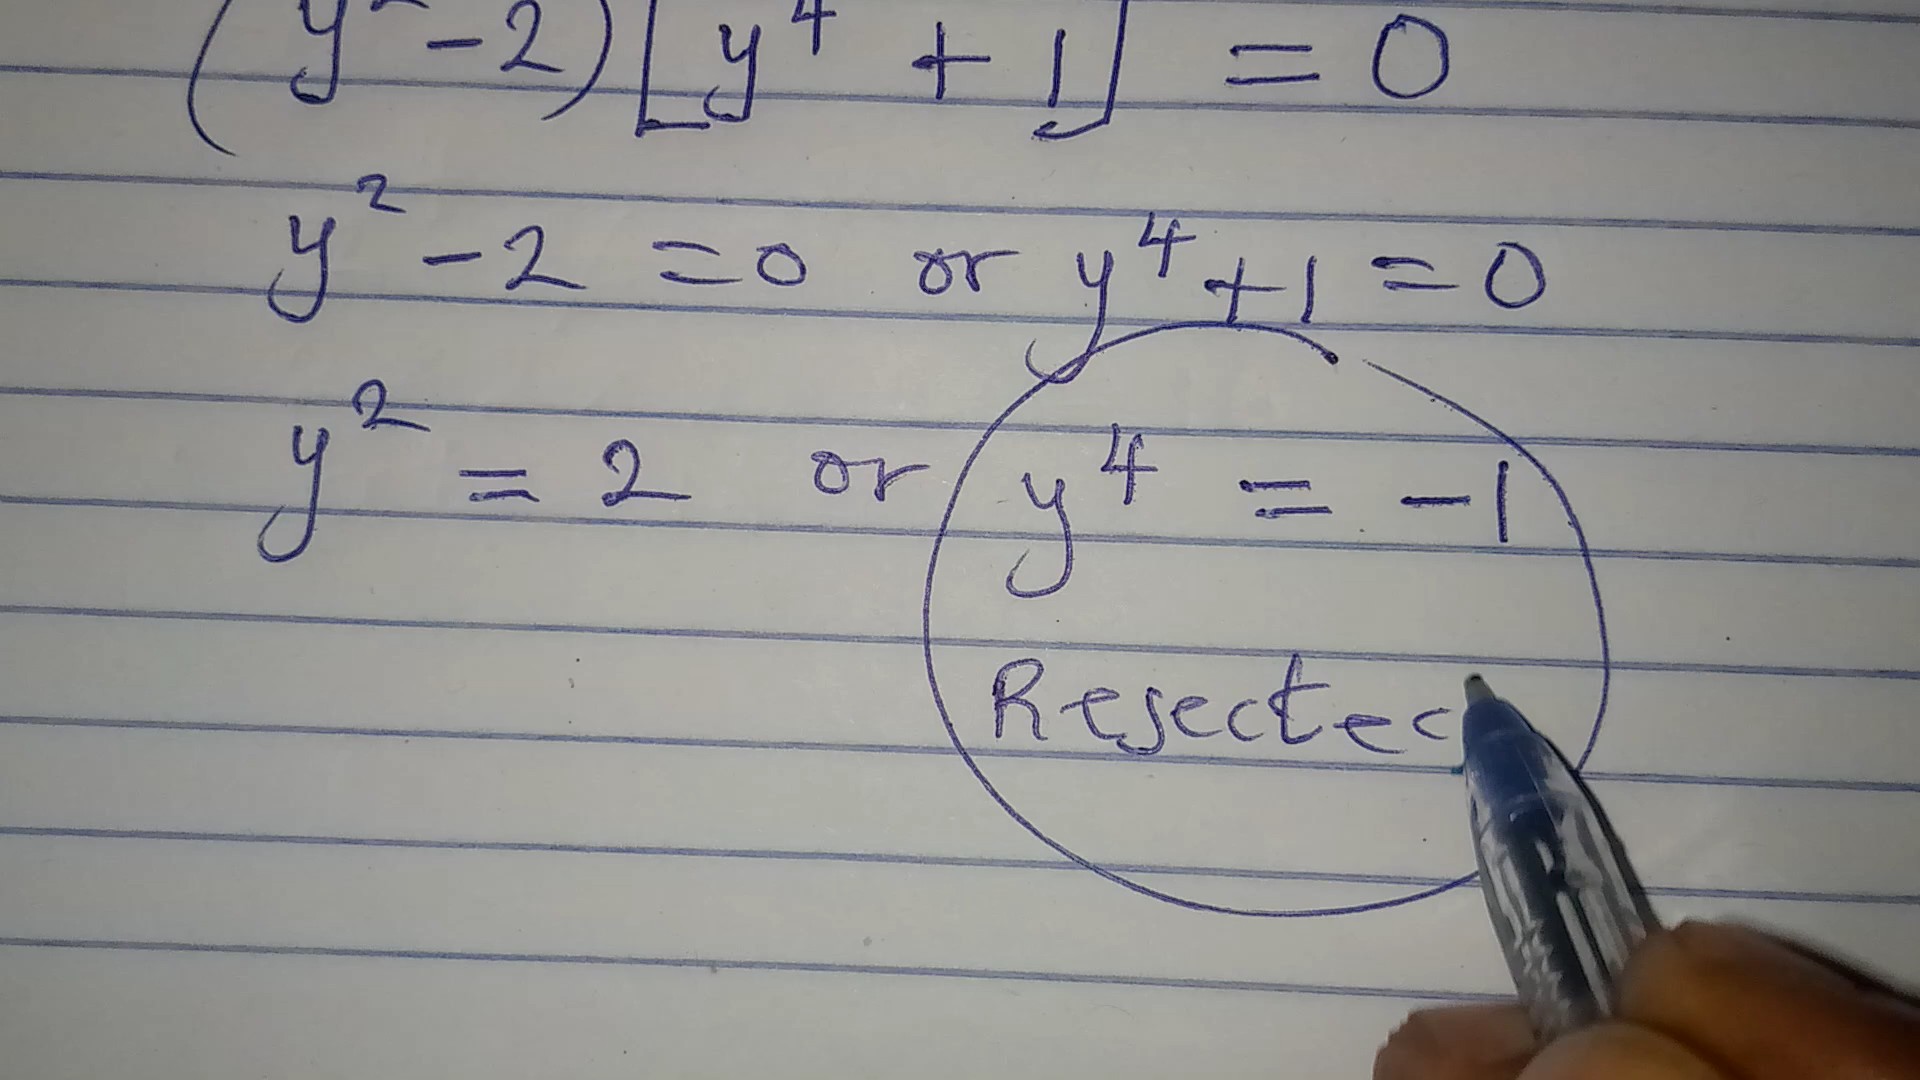 (y² - 2)[y⁴ + 1] = 0
y² - 2 = 0 or y⁴ + 1 = 0
y² = 2 or y⁴ = -1
Rejected